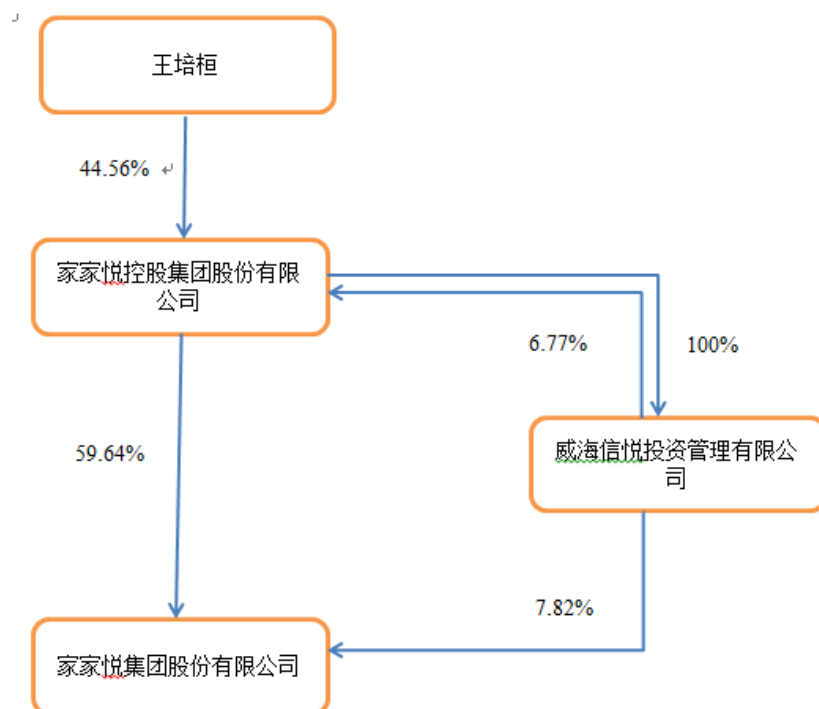 王培桓
44.56%
家家悦控股集团股份有限
公司
6.77%
100%
59.64%
威海信悦投资管理有限公
司
7.82%
家家悦集团股份有限公司